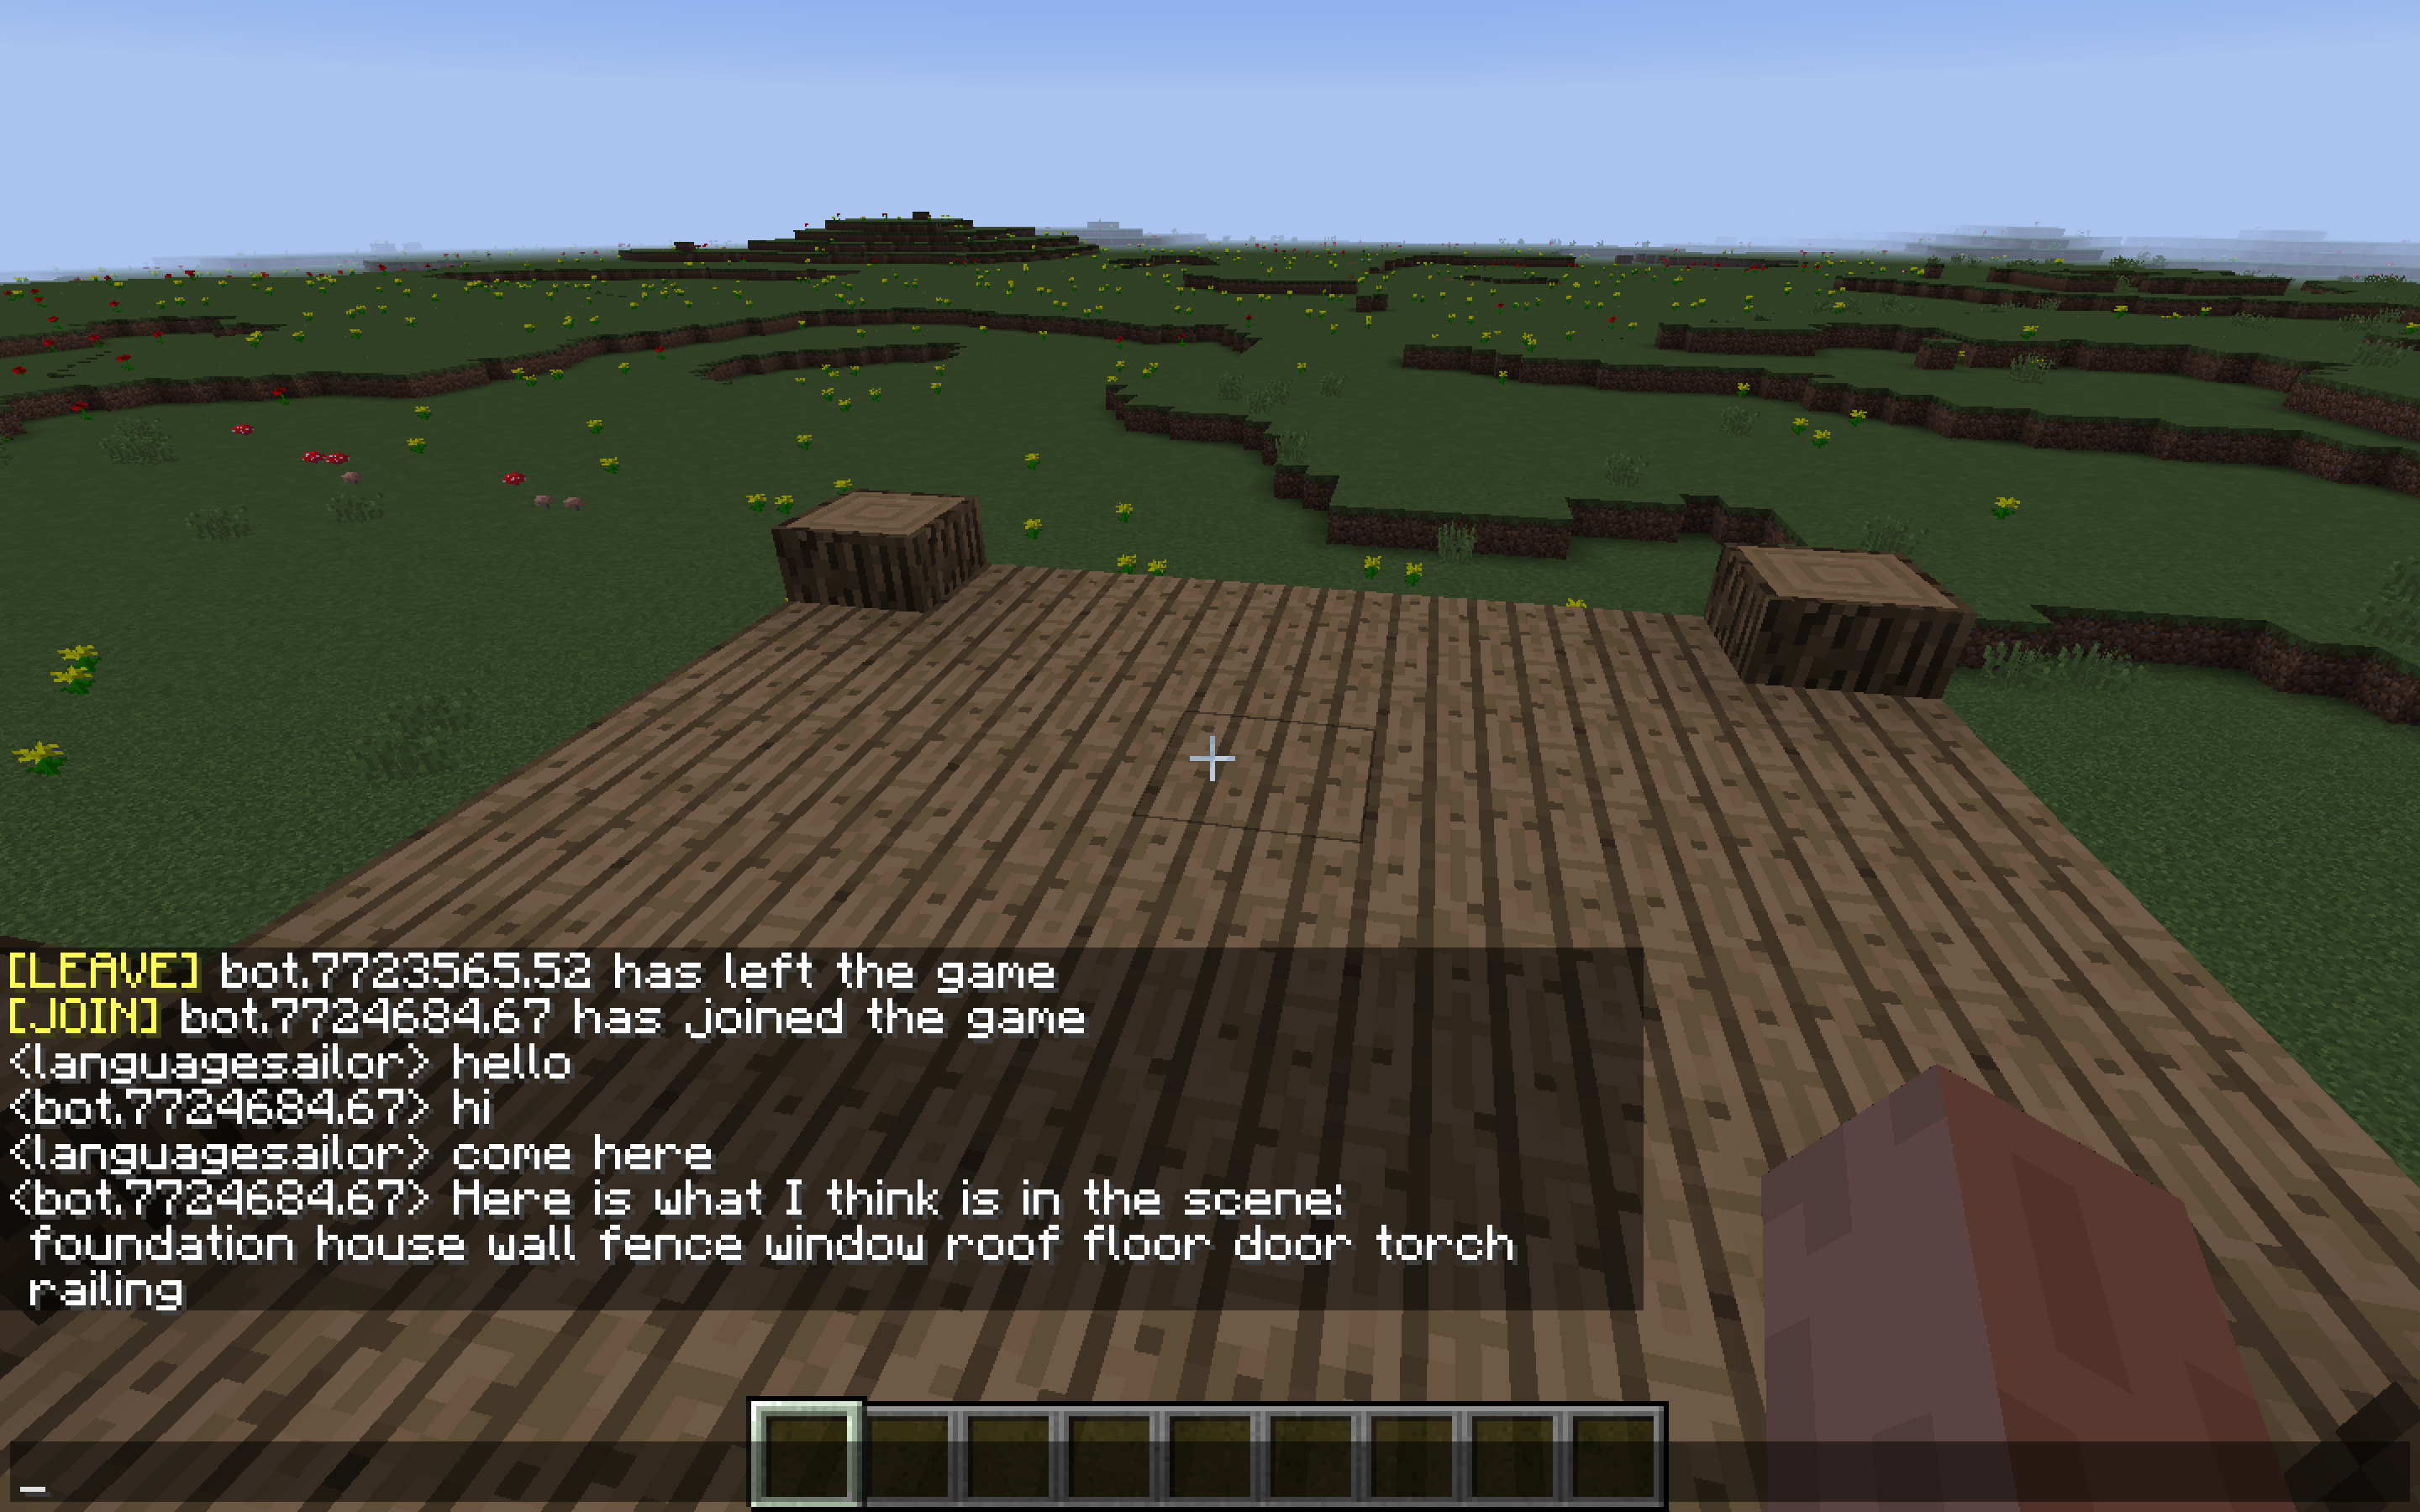 [LEAVE] bot.7723565.52 has left the game
[JOIN] bot.7724684.67 has joined the game
<languagesailor> hello
<bot.7724684.67> hi
<languagesailor> come here
<bot.7724684.67> Here is what I think is in the scene:
foundation house wall fence window roof floor door torch
railing
_